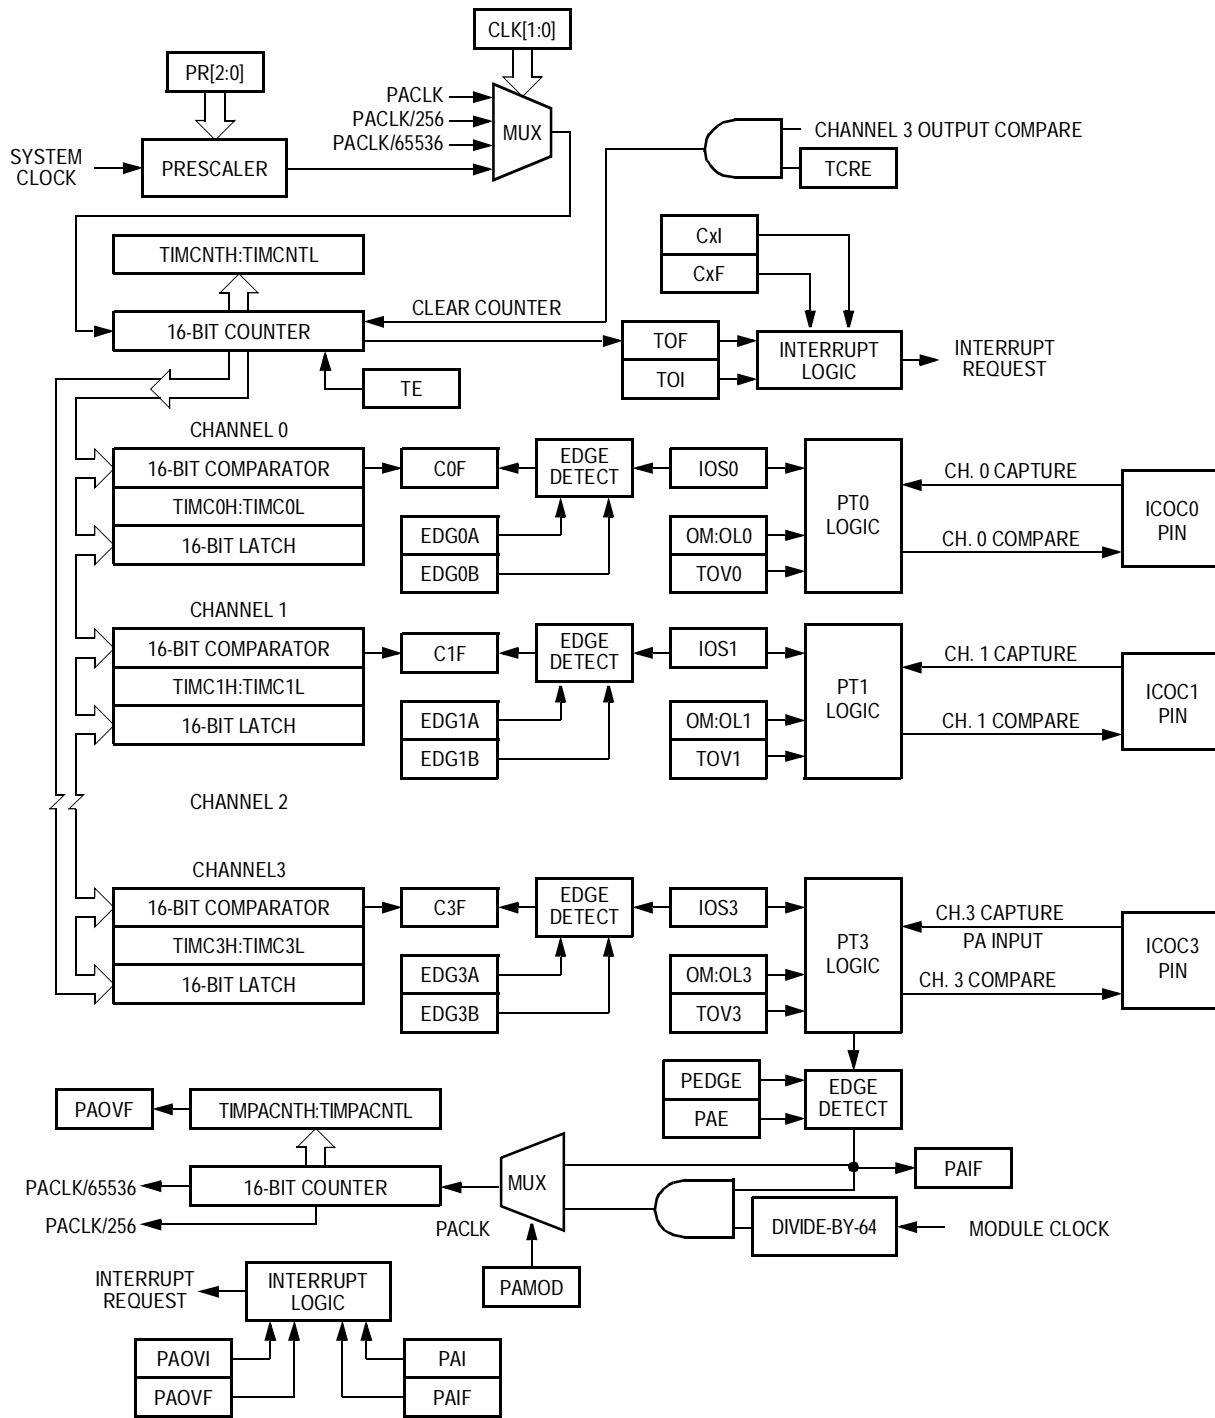 CLK[1:0]
PR[2:0]
PACLK
PACLK/256
PACLK/65536
MUX
SYSTEM
CLOCK
PRESCALER
CHANNEL 3 OUTPUT COMPARE
TCRE
TIMCNTH:TIMCNTL
CxI
CxF
CLEAR COUNTER
16-BIT COUNTER
TOF
TOI
INTERRUPT
LOGIC
INTERRUPT
REQUEST
TE
CHANNEL 0
16-BIT COMPARATOR
TIMC0H:TIMC0L
16-BIT LATCH
C0F
EDGE
DETECT
IOS0
EDG0A
EDG0B
OM:OL0
TOV0
PT0
LOGIC
CH. 0 CAPTURE
CH. 0 COMPARE
ICOC0
PIN
CHANNEL 1
16-BIT COMPARATOR
TIMC1H:TIMC1L
16-BIT LATCH
C1F
EDGE
DETECT
IOS1
EDG1A
EDG1B
OM:OL1
TOV1
PT1
LOGIC
CH. 1 CAPTURE
CH. 1 COMPARE
ICOC1
PIN
CHANNEL 2
CHANNEL3
16-BIT COMPARATOR
TIMC3H:TIMC3L
16-BIT LATCH
C3F
EDGE
DETECT
IOS3
EDG3A
EDG3B
OM:OL3
TOV3
PT3
LOGIC
CH.3 CAPTURE
PA INPUT
CH. 3 COMPARE
ICOC3
PIN
PEDGE
PAE
EDGE
DETECT
PAOVF
TIMPACNTH:TIMPACNTL
PACLK/65536
16-BIT COUNTER
PACLK/256
PACLK
MUX
PAIF
DIVIDE-BY-64
MODULE CLOCK
PAMOD
INTERRUPT
REQUEST
INTERRUPT
LOGIC
PAOVI
PAOVF
PAI
PAIF